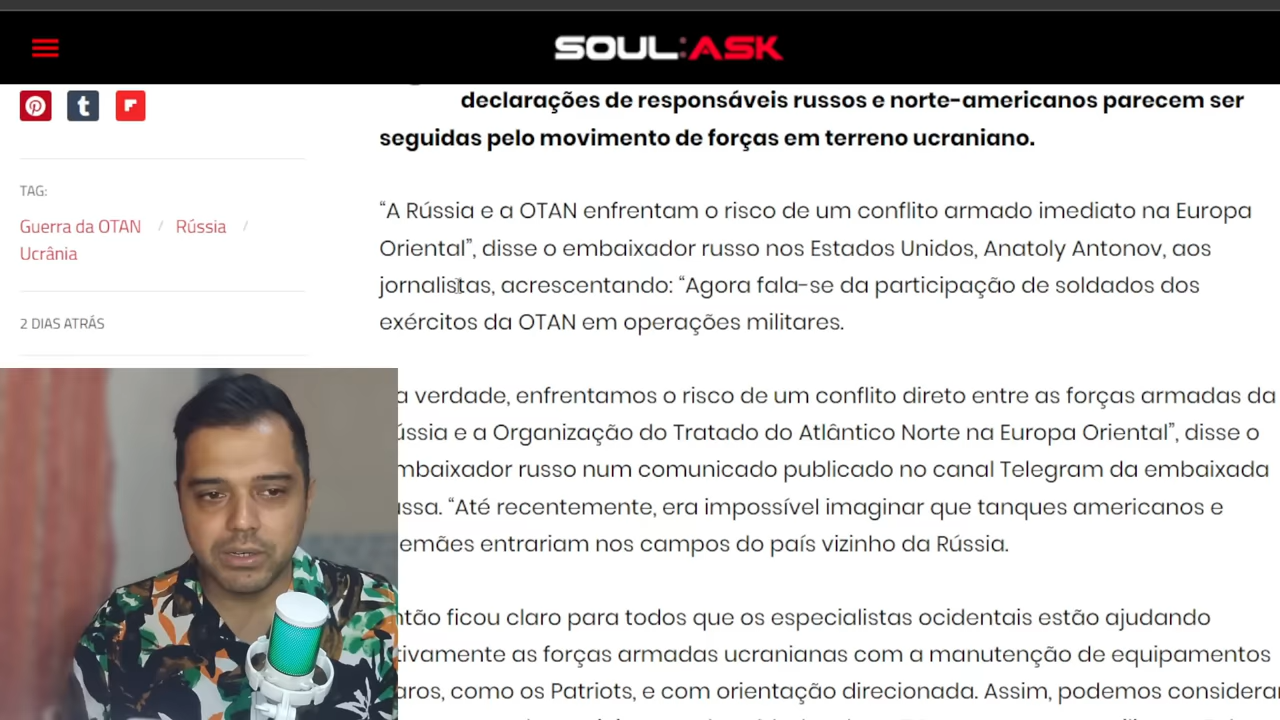 SOUL:ASK
declarações de responsáveis russos e norte-americanos parecem ser
seguidas pelo movimento de forças em terreno ucraniano.
TAG:
Guerra da OTAN / Rússia /
Ucrânia
2 DIAS ATRÁS
“A Rússia e a OTAN enfrentam o risco de um conflito armado imediato na Europa
Oriental”, disse o embaixador russo nos Estados Unidos, Anatoly Antonov, aos
jornalistas, acrescentando: “Agora fala-se da participação de soldados dos
exércitos da OTAN em operações militares.
a verdade, enfrentamos o risco de um conflito direto entre as forças armadas da
ússia e a Organização do Tratado do Atlântico Norte na Europa Oriental”, disse o
mbaixador russo num comunicado publicado no canal Telegram da embaixada
ussa. “Até recentemente, era impossível imaginar que tanques americanos e
emães entrariam nos campos do país vizinho da Rússia.
ntão ficou claro para todos que os especialistas ocidentais estão ajudando
tivamente as forças armadas ucranianas com a manutenção de equipamentos
aros, como os Patriots, e com orientação direcionada. Assim, podemos considerar